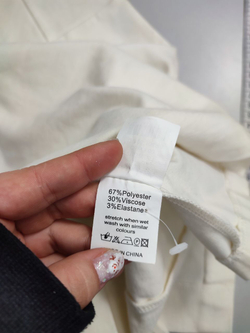 67%Polyester
30%Viscose
3%Elastane
stretch when wet
wash with similar
colours
IN CHINA